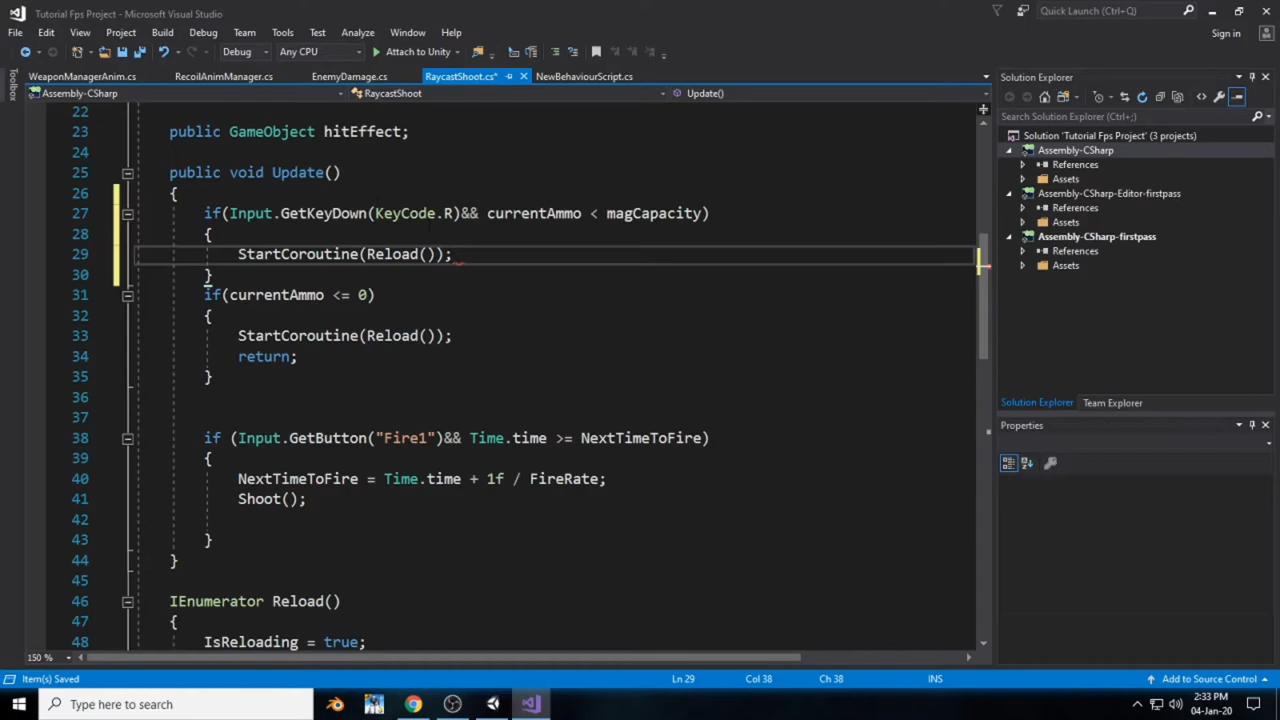 Tutorial Fps Project - Microsoft Visual Studio
Quick Launch (Ctrl+Q)
File Edit View Project Build Debug Team Tools Test Analyze Window Help
Sign in
Debug Any CPU Attach to Unity
Toolbox
WeaponManagerAnim.cs RecoilAnimManager.cs EnemyDamage.cs RaycastShoot.cs* NewBehaviourScript.cs
Assembly-CSharp RaycastShoot Update()
22
23 public GameObject hitEffect;
24
25 public void Update()
26 {
27 if(Input.GetKeyDown(KeyCode.R)&& currentAmmo < magCapacity)
28 {
29 StartCoroutine(Reload());
30 }
31 if(currentAmmo <= 0)
32 {
33 StartCoroutine(Reload());
34 return;
35 }
36
37
38 if (Input.GetButton("Fire1")&& Time.time >= NextTimeToFire)
39 {
40 NextTimeToFire = Time.time + 1f / FireRate;
41 Shoot();
42
43 }
44 }
45
46 IEnumerator Reload()
47 {
48 IsReloading = true;
150 %
Solution Explorer
Search Solution Explorer (Ctrl+;)
Solution 'Tutorial Fps Project' (3 projects)
Assembly-CSharp
References
Assets
Assembly-CSharp-Editor-firstpass
References
Assets
Assembly-CSharp-firstpass
References
Assets
Solution Explorer Team Explorer
Properties
Item(s) Saved Ln 29 Col 38 Ch 38 INS Add to Source Control
Type here to search
2:33 PM
04-Jan-20